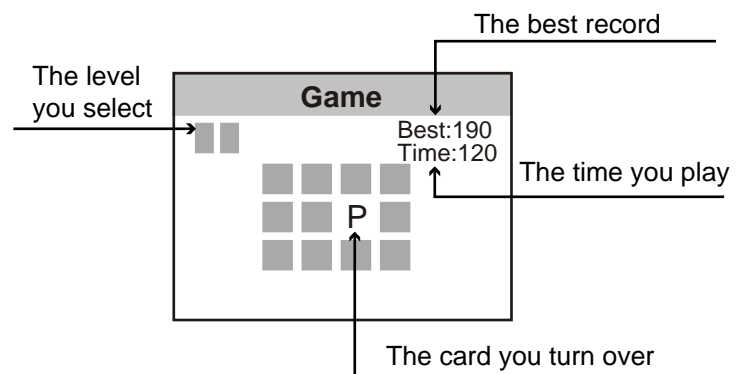 The best record
The level
you select
Game
Best:190
Time:120
The time you play
P
The card you turn over